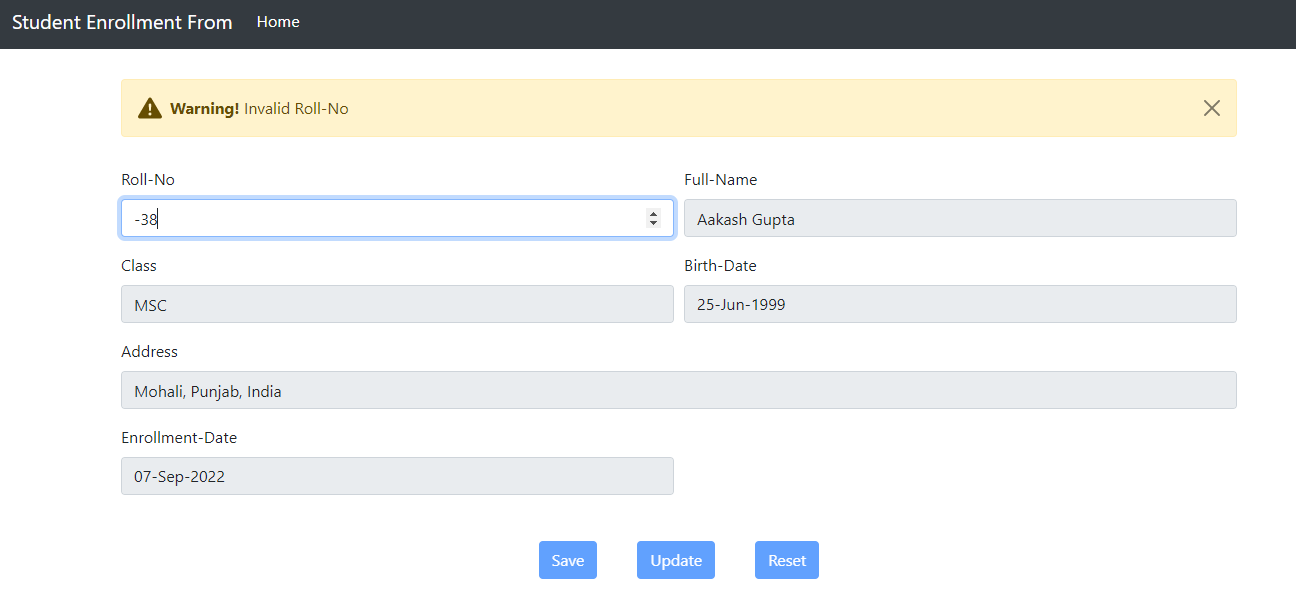 Student Enrollment From Home
Warning! Invalid Roll-No
Roll-No Full-Name
-38 Aakash Gupta
Class Birth-Date
MSC 25-Jun-1999
Address
Mohali, Punjab, India
Enrollment-Date
07-Sep-2022
Save Update Reset